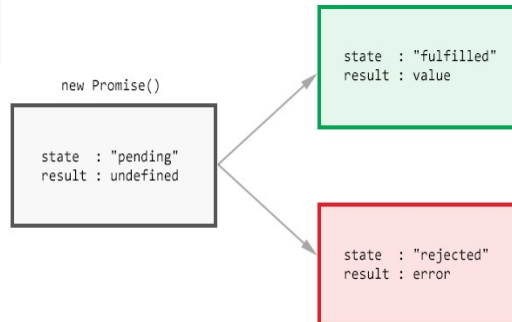 new Promise()
state : "pending"
result : undefined
state : "fulfilled"
result : value
state : "rejected"
result : error